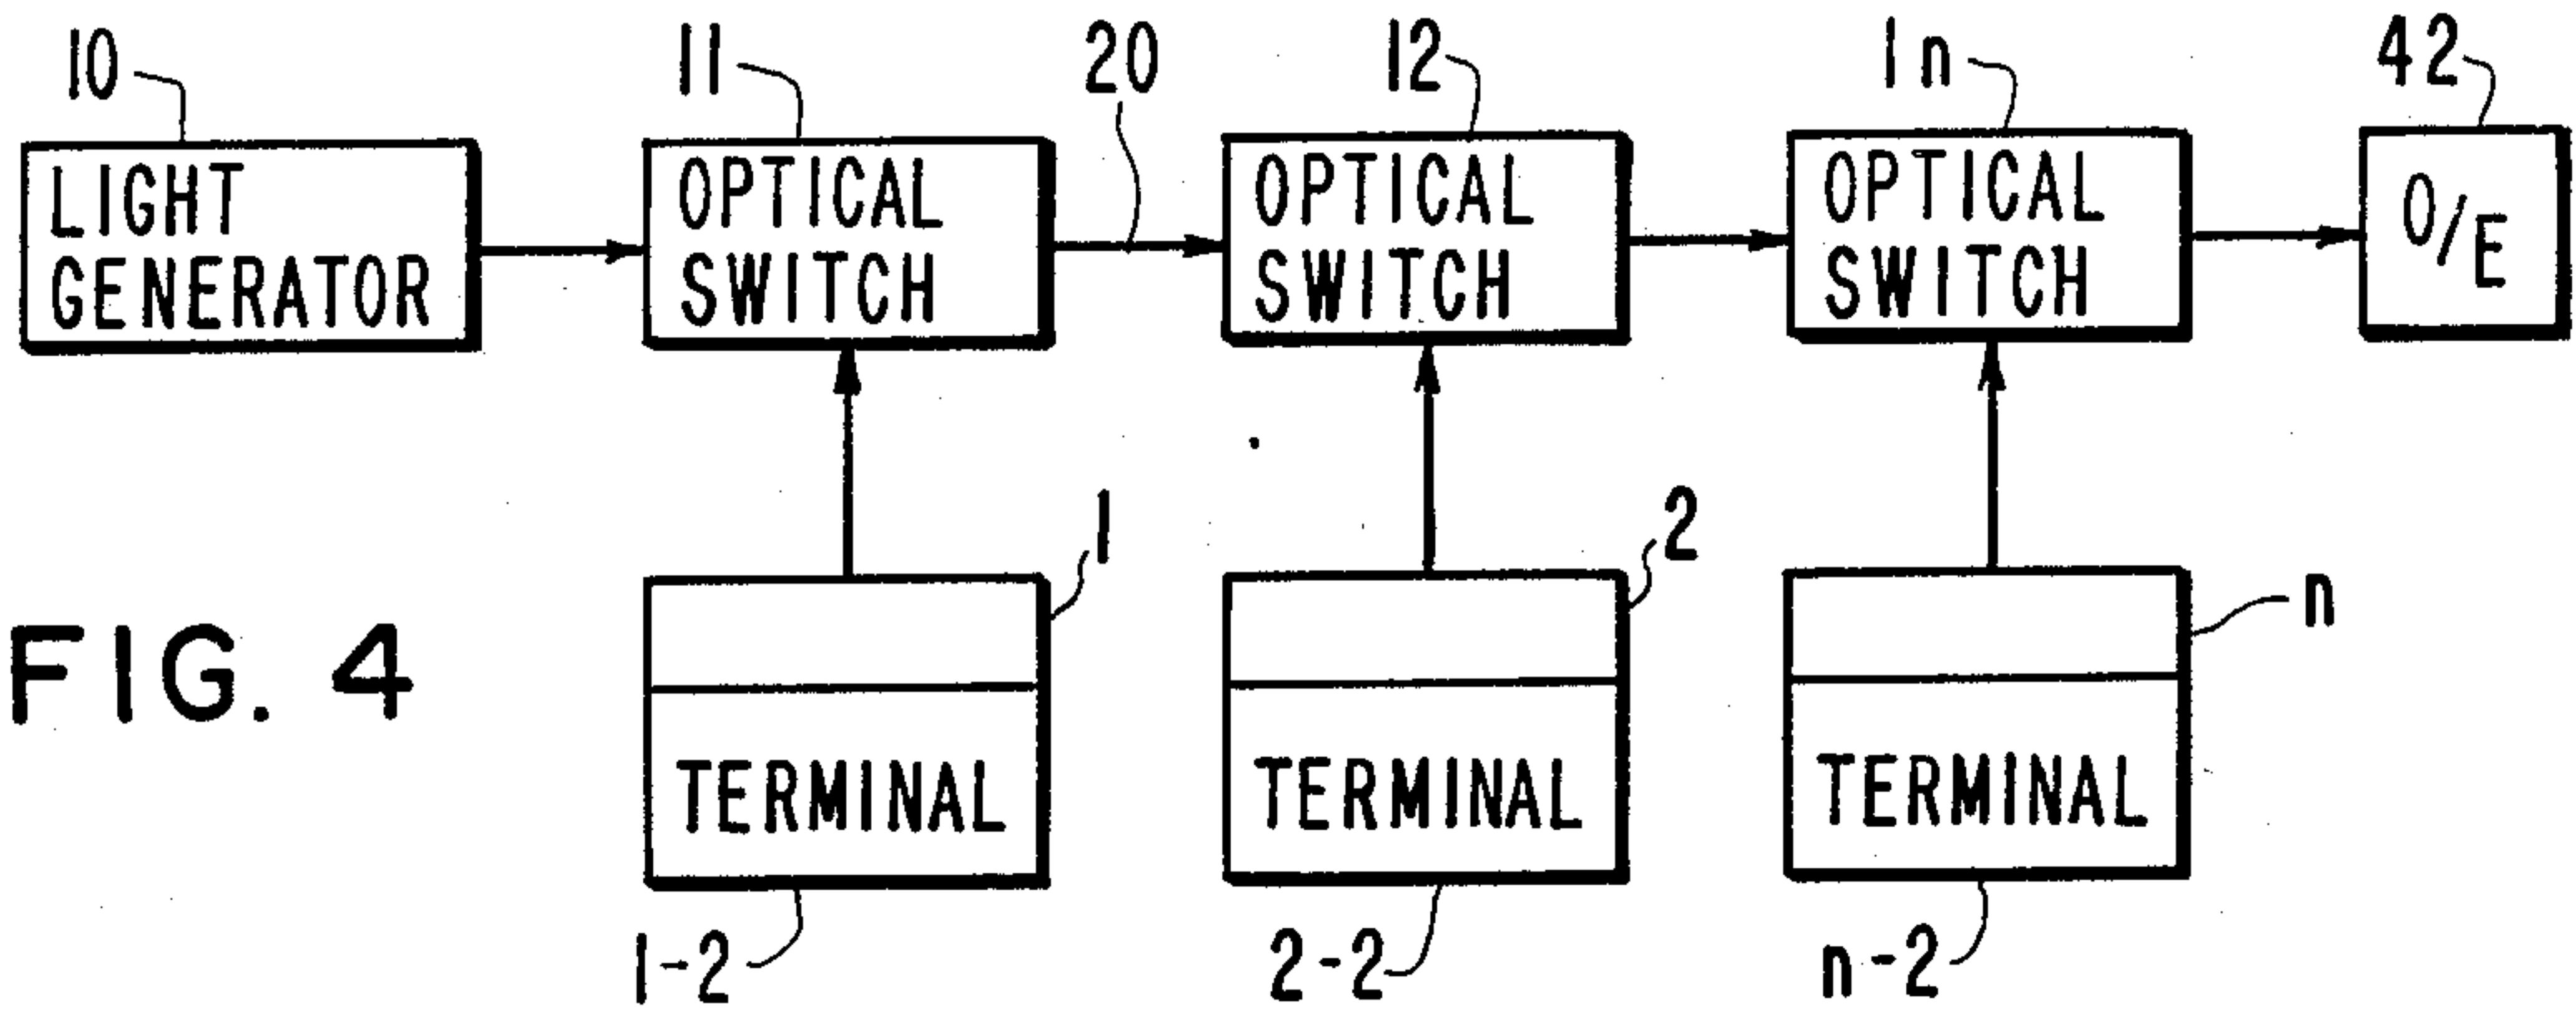 10
11
20
12
1n
42
LIGHT
GENERATOR
OPTICAL
SWITCH
OPTICAL
SWITCH
OPTICAL
SWITCH
O/E
1
2
n
FIG. 4
TERMINAL
TERMINAL
TERMINAL
1-2
2-2
n-2